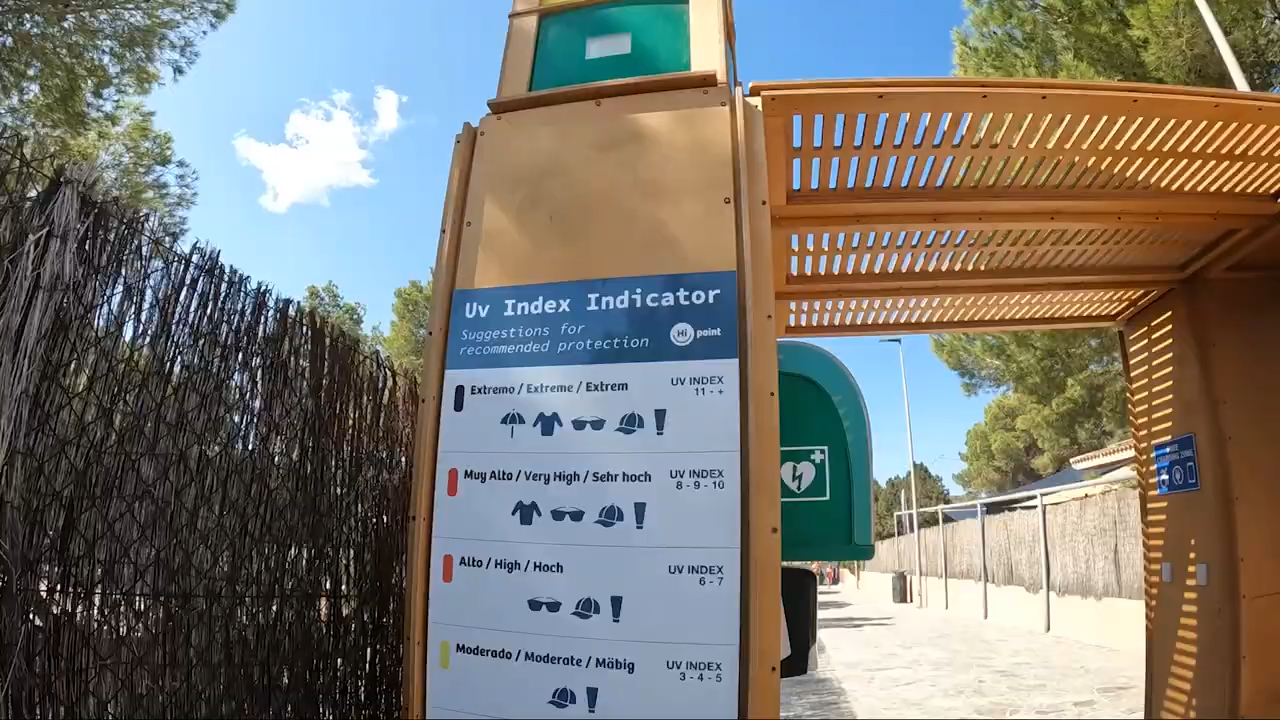 Uv Index Indicator
Suggestions for
recommended protection
Hi point
Extremo / Extreme / Extrem
UV INDEX
11 - +
Muy Alto / Very High / Sehr hoch
UV INDEX
8 - 9 - 10
Alto / High / Hoch
UV INDEX
6 - 7
Moderado / Moderate / Mäbig
UV INDEX
3 - 4 - 5